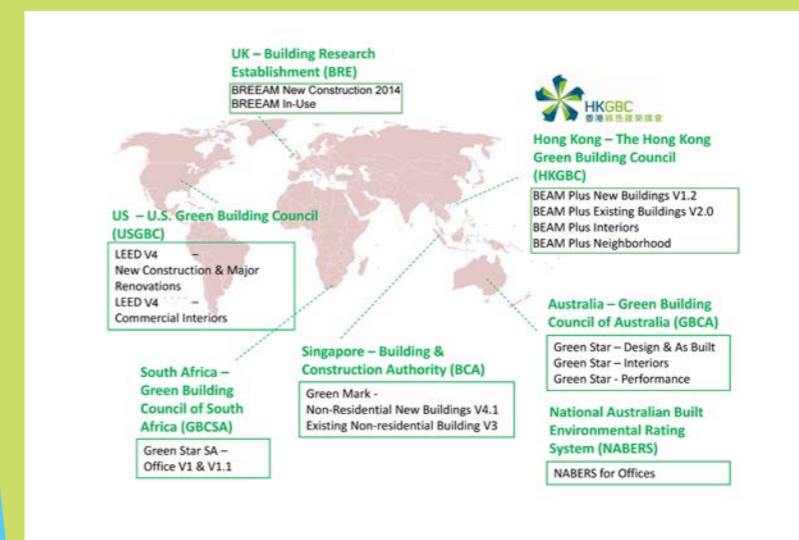 UK – Building Research
Establishment (BRE)
BREEAM New Construction 2014
BREEAM In-Use
HKGBC
香港綠色建築議會
Hong Kong – The Hong Kong
Green Building Council
(HKGBC)
BEAM Plus New Buildings V1.2
BEAM Plus Existing Buildings V2.0
BEAM Plus Interiors
BEAM Plus Neighborhood
US – U.S. Green Building Council
(USGBC)
LEED V4 –
New Construction & Major
Renovations
LEED V4 –
Commercial Interiors
Australia – Green Building
Council of Australia (GBCA)
Green Star – Design & As Built
Green Star – Interiors
Green Star - Performance
Singapore – Building &
Construction Authority (BCA)
Green Mark -
Non-Residential New Buildings V4.1
Existing Non-residential Building V3
South Africa –
Green Building
Council of South
Africa (GBCSA)
Green Star SA –
Office V1 & V1.1
National Australian Built
Environmental Rating
System (NABERS)
NABERS for Offices